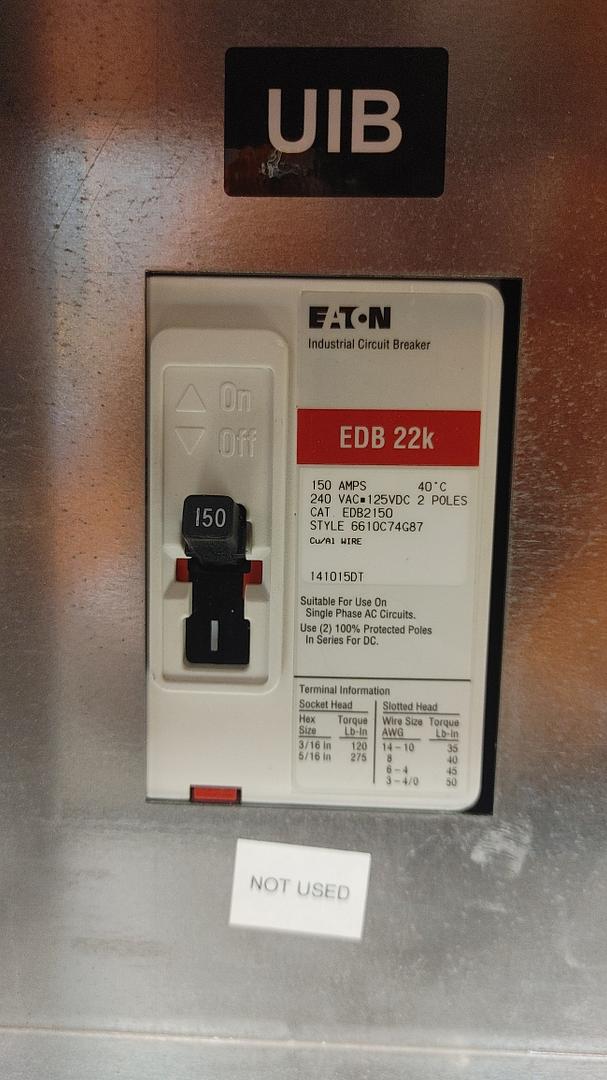 UIB
EATON
Industrial Circuit Breaker
EDB 22k
△ On
▽ Off
150
I
150 AMPS 40°C
240 VAC▪125VDC 2 POLES
CAT. EDB2150
STYLE 6610C74G87
Cu/Al WIRE
141015DT
Suitable For Use On
Single Phase AC Circuits.
Use (2) 100% Protected Poles
In Series For DC.
Terminal Information
Socket Head Slotted Head
Hex Torque Wire Size Torque
Size Lb-In AWG Lb-In
3/16 in 120 14-10 35
5/16 in 275 8 40
6-4 45
3-4/0 50
NOT USED